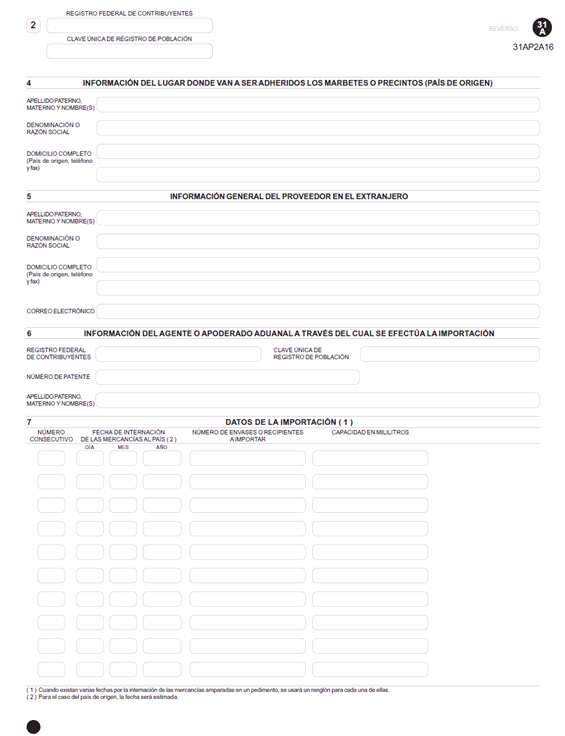 REGISTRO FEDERAL DE CONTRIBUYENTES
2
CLAVE ÚNICA DE REGISTRO DE POBLACIÓN
REVERSO
31
A
31AP2A16
4 INFORMACIÓN DEL LUGAR DONDE VAN A SER ADHERIDOS LOS MARBETES O PRECINTOS (PAÍS DE ORIGEN)
APELLIDO PATERNO,
MATERNO Y NOMBRE(S)
DENOMINACIÓN O
RAZÓN SOCIAL
DOMICILIO COMPLETO
(País de origen, teléfono
y fax)
5 INFORMACIÓN GENERAL DEL PROVEEDOR EN EL EXTRANJERO
APELLIDO PATERNO,
MATERNO Y NOMBRE(S)
DENOMINACIÓN O
RAZÓN SOCIAL
DOMICILIO COMPLETO
(País de origen, teléfono
y fax)
CORREO ELECTRÓNICO
6 INFORMACIÓN DEL AGENTE O APODERADO ADUANAL A TRAVÉS DEL CUAL SE EFECTÚA LA IMPORTACIÓN
REGISTRO FEDERAL
DE CONTRIBUYENTES
CLAVE ÚNICA DE
REGISTRO DE POBLACIÓN
NÚMERO DE PATENTE
APELLIDO PATERNO,
MATERNO Y NOMBRE(S)
7 DATOS DE LA IMPORTACIÓN ( 1 )
NÚMERO
CONSECUTIVO
FECHA DE INTERNACIÓN
DE LAS MERCANCÍAS AL PAÍS ( 2 )
NÚMERO DE ENVASES O RECIPIENTES
A IMPORTAR
CAPACIDAD EN MILILITROS
DÍA MES AÑO
( 1 ) Cuando existan varias fechas por la internación de las mercancías amparadas en un pedimento, se usará un renglón para cada una de ellas.
( 2 ) Para el caso del país de origen, la fecha será estimada.